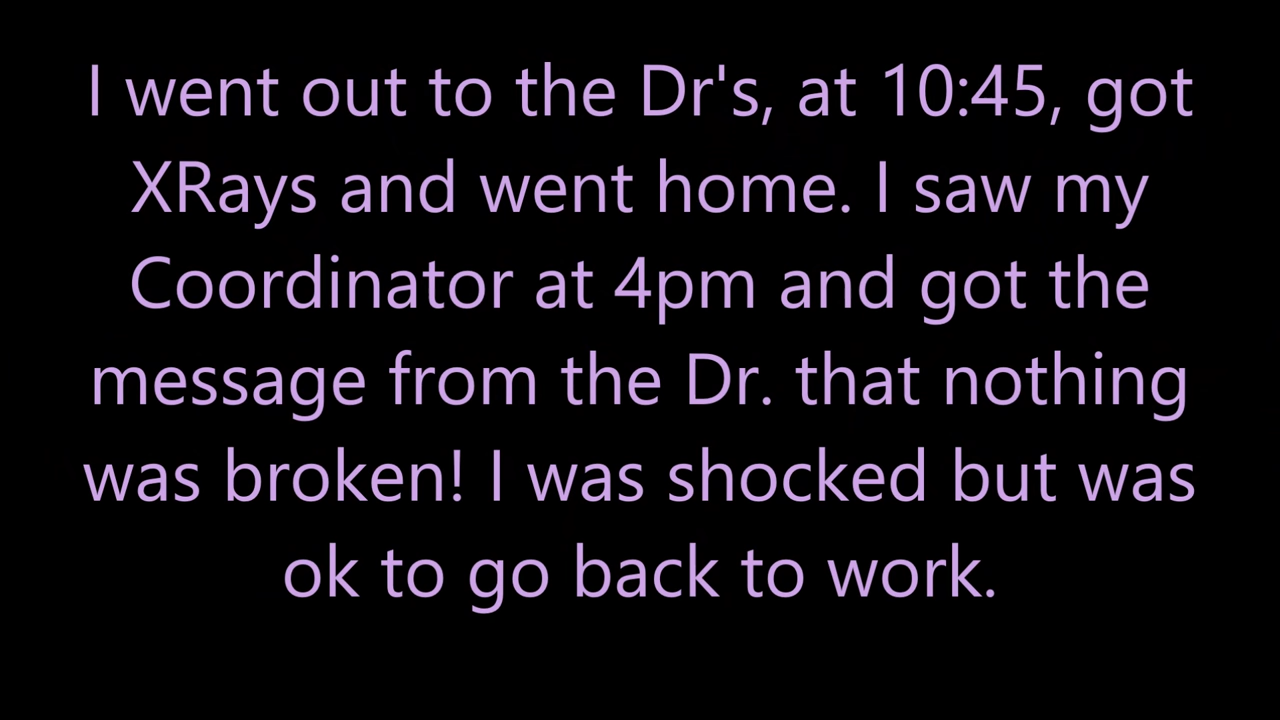 I went out to the Dr's, at 10:45, got
XRays and went home. I saw my
Coordinator at 4pm and got the
message from the Dr. that nothing
was broken! I was shocked but was
ok to go back to work.